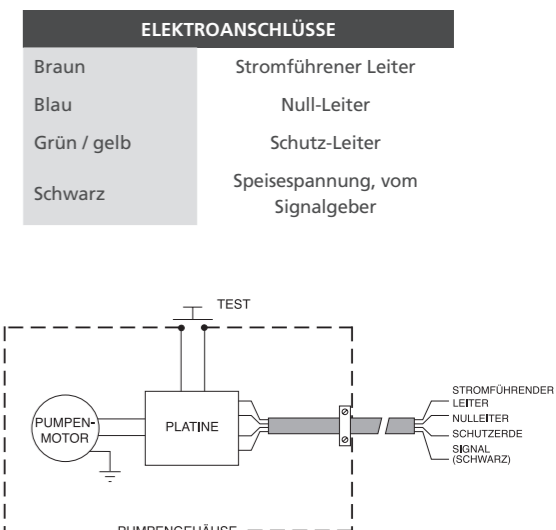 ELEKTROANSCHLÜSSE
Braun Stromführener Leiter
Blau Null-Leiter
Grün / gelb Schutz-Leiter
Schwarz Speisespannung, vom
Signalgeber
TEST
PUMPEN-
MOTOR
PLATINE
STROMFÜHRENDER
LEITER
NULLEITER
SCHUTZERDE
SIGNAL
(SCHWARZ)
PUMPENGEHÄUSE